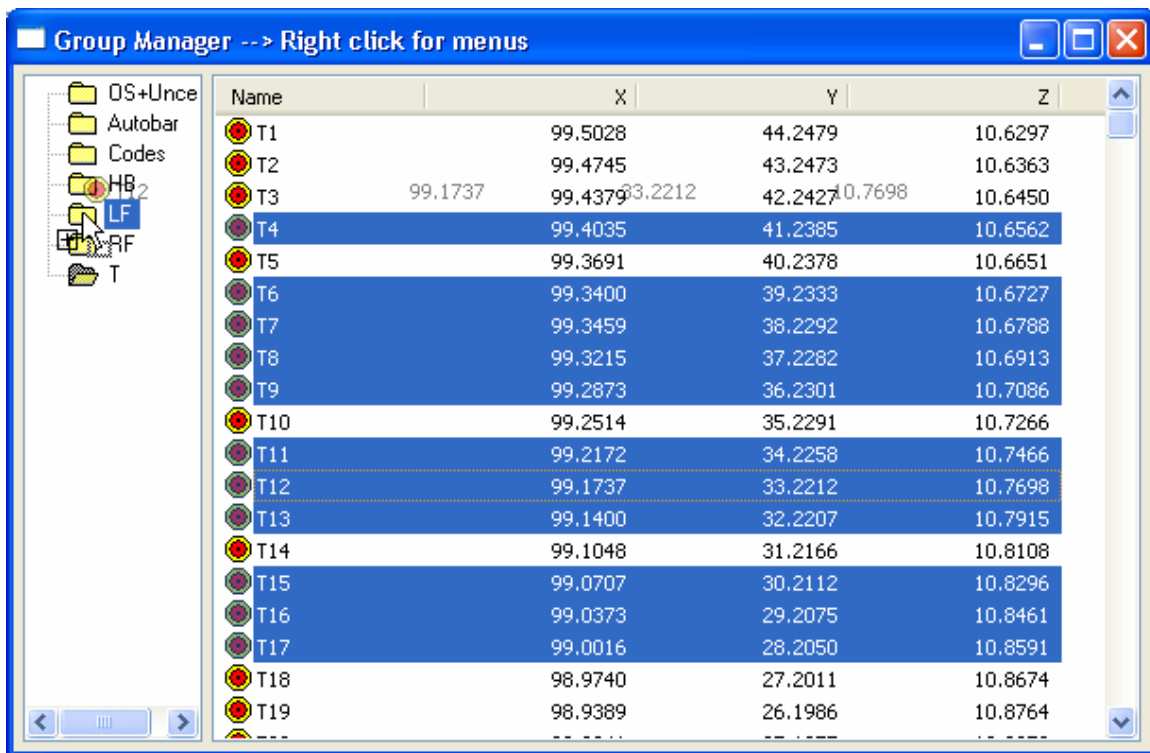 Group Manager --> Right click for menus
OS+Unce
Autobar
Codes
HB
LF
RF
T
Name X Y Z
T1 99.5028 44.2479 10.6297
T2 99.4745 43.2473 10.6363
T3 99.4379 42.2427 10.6450
99.1737 33.2212 10.7698
T4 99.4035 41.2385 10.6562
T5 99.3691 40.2378 10.6651
T6 99.3400 39.2333 10.6727
T7 99.3459 38.2292 10.6788
T8 99.3215 37.2282 10.6913
T9 99.2873 36.2301 10.7086
T10 99.2514 35.2291 10.7266
T11 99.2172 34.2258 10.7466
T12 99.1737 33.2212 10.7698
T13 99.1400 32.2207 10.7915
T14 99.1048 31.2166 10.8108
T15 99.0707 30.2112 10.8296
T16 99.0373 29.2075 10.8461
T17 99.0016 28.2050 10.8591
T18 98.9740 27.2011 10.8674
T19 98.9389 26.1986 10.8764